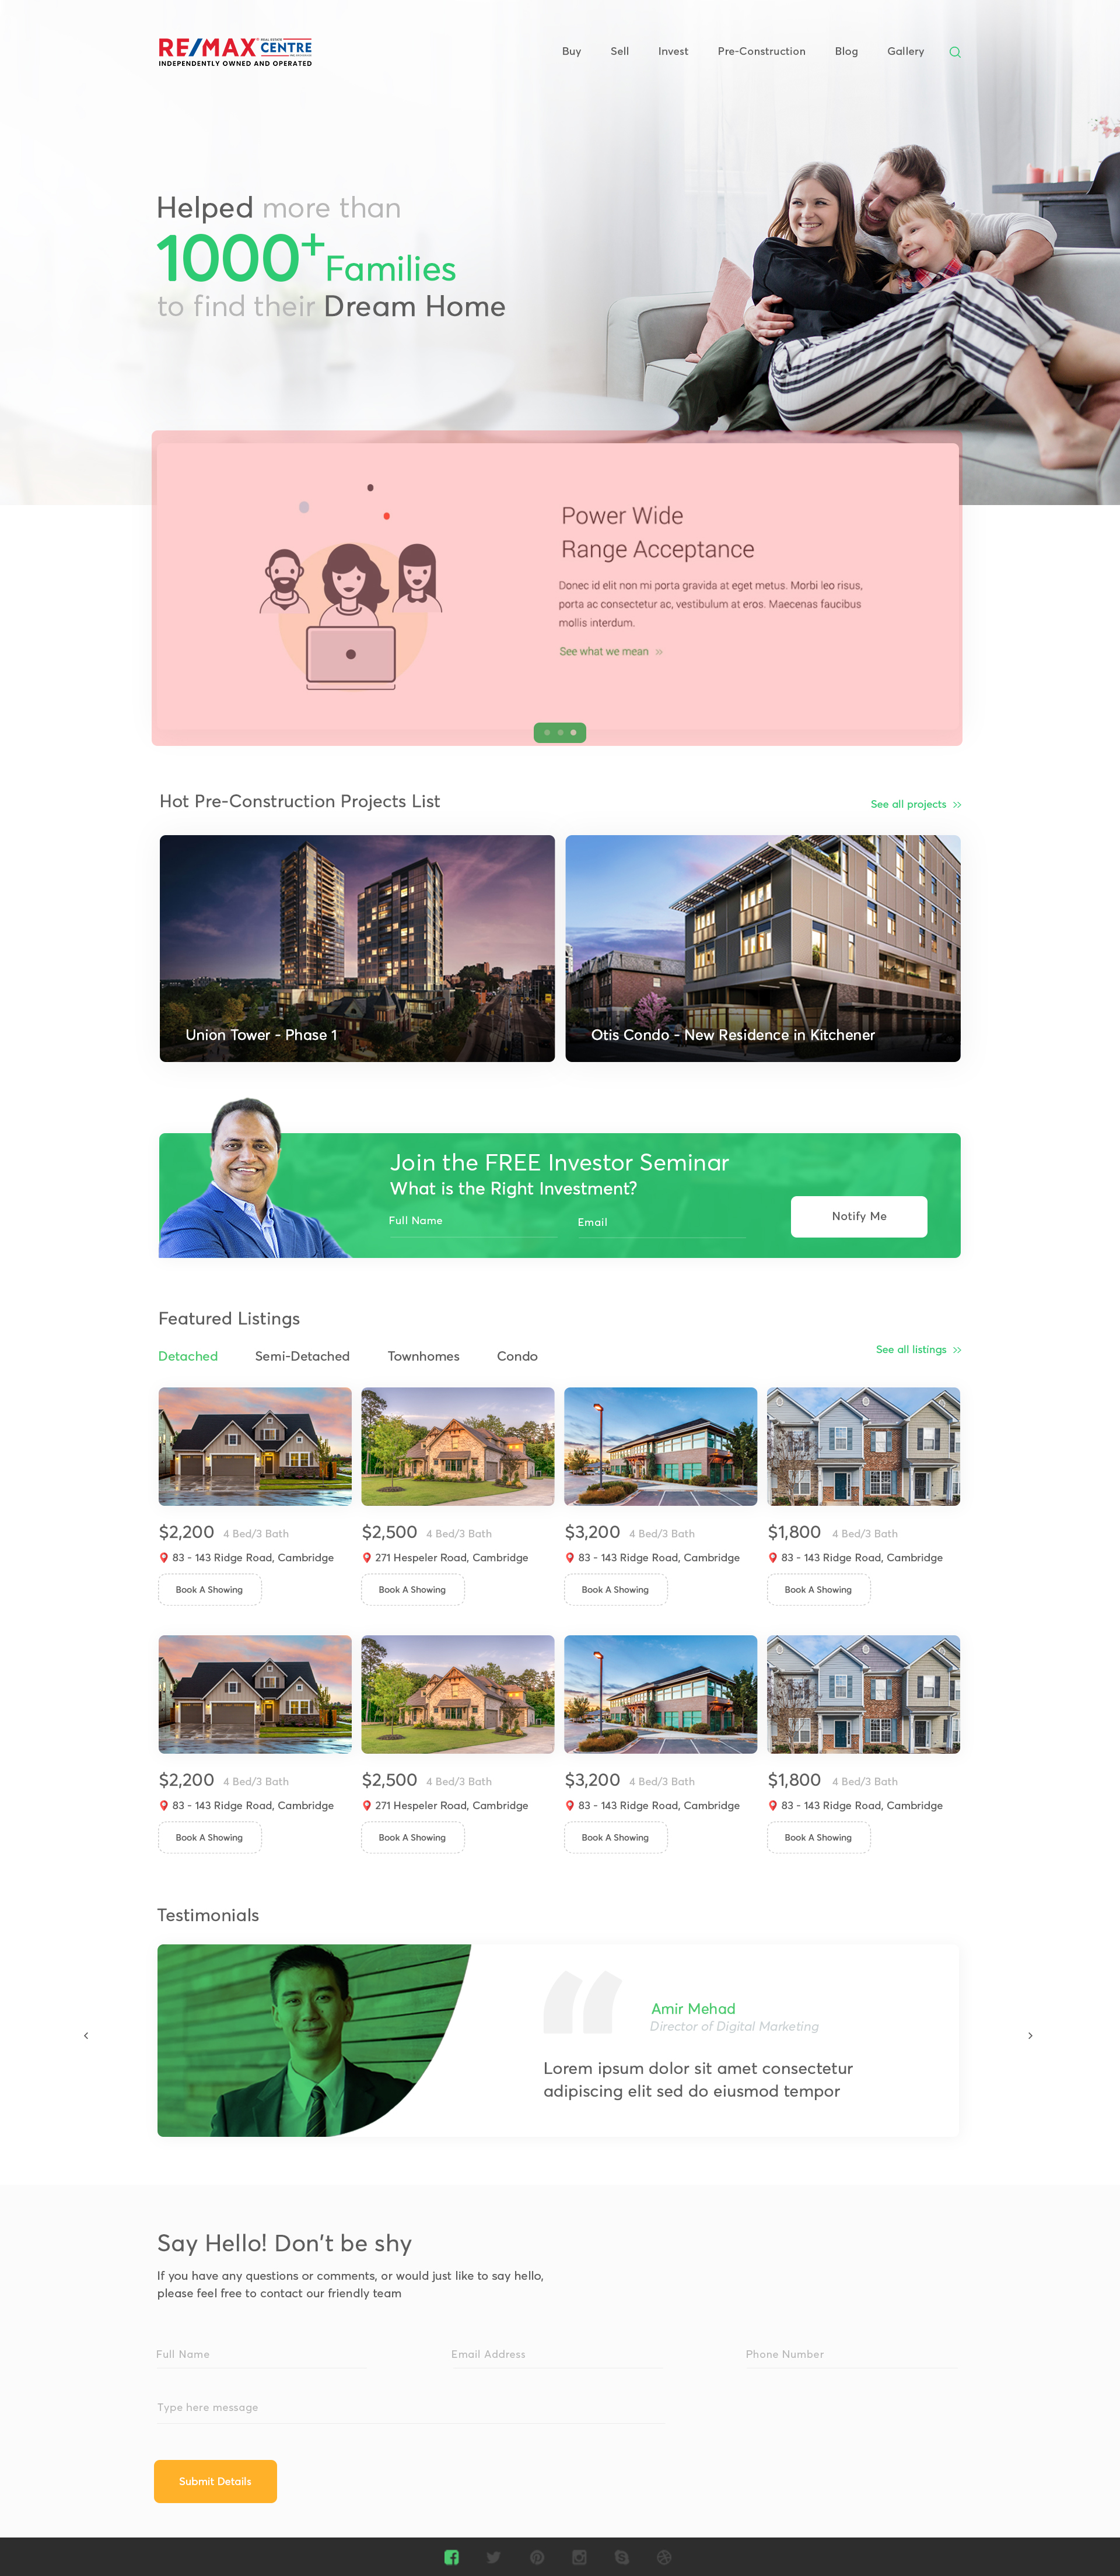 RE/MAX REAL ESTATE CENTRE
INDEPENDENTLY OWNED AND OPERATED
Buy Sell Invest Pre-Construction Blog Gallery
Helped more than
1000+ Families
to find their Dream Home
Power Wide
Range Acceptance
Donec id elit non mi porta gravida at eget metus. Morbi leo risus,
porta ac consectetur ac, vestibulum at eros. Maecenas faucibus
mollis interdum.
See what we mean »
Hot Pre-Construction Projects List
See all projects »
Union Tower - Phase 1
Otis Condo - New Residence in Kitchener
Join the FREE Investor Seminar
What is the Right Investment?
Full Name Email
Notify Me
Featured Listings
Detached Semi-Detached Townhomes Condo
See all listings »
$2,200 4 Bed/3 Bath
83 - 143 Ridge Road, Cambridge
Book A Showing
$2,500 4 Bed/3 Bath
271 Hespeler Road, Cambridge
Book A Showing
$3,200 4 Bed/3 Bath
83 - 143 Ridge Road, Cambridge
Book A Showing
$1,800 4 Bed/3 Bath
83 - 143 Ridge Road, Cambridge
Book A Showing
$2,200 4 Bed/3 Bath
83 - 143 Ridge Road, Cambridge
Book A Showing
$2,500 4 Bed/3 Bath
271 Hespeler Road, Cambridge
Book A Showing
$3,200 4 Bed/3 Bath
83 - 143 Ridge Road, Cambridge
Book A Showing
$1,800 4 Bed/3 Bath
83 - 143 Ridge Road, Cambridge
Book A Showing
Testimonials
Amir Mehad
Director of Digital Marketing
Lorem ipsum dolor sit amet consectetur
adipiscing elit sed do eiusmod tempor
Say Hello! Don't be shy
If you have any questions or comments, or would just like to say hello,
please feel free to contact our friendly team
Full Name Email Address Phone Number
Type here message
Submit Details